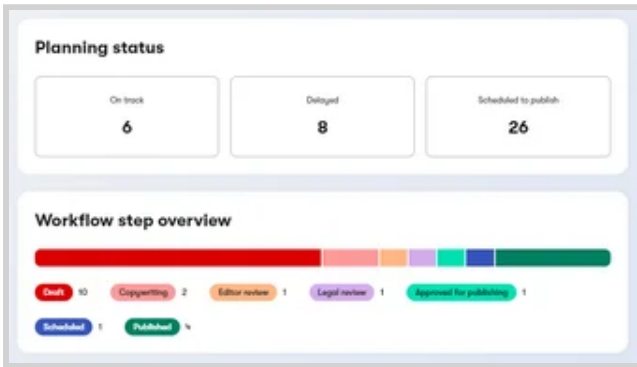 Planning status
On track Delayed Scheduled to publish
6 8 26
Workflow step overview
Draft 10 Copywriting 2 Editor review 1 Legal review 1 Approved for publishing 1
Scheduled 1 Published 4